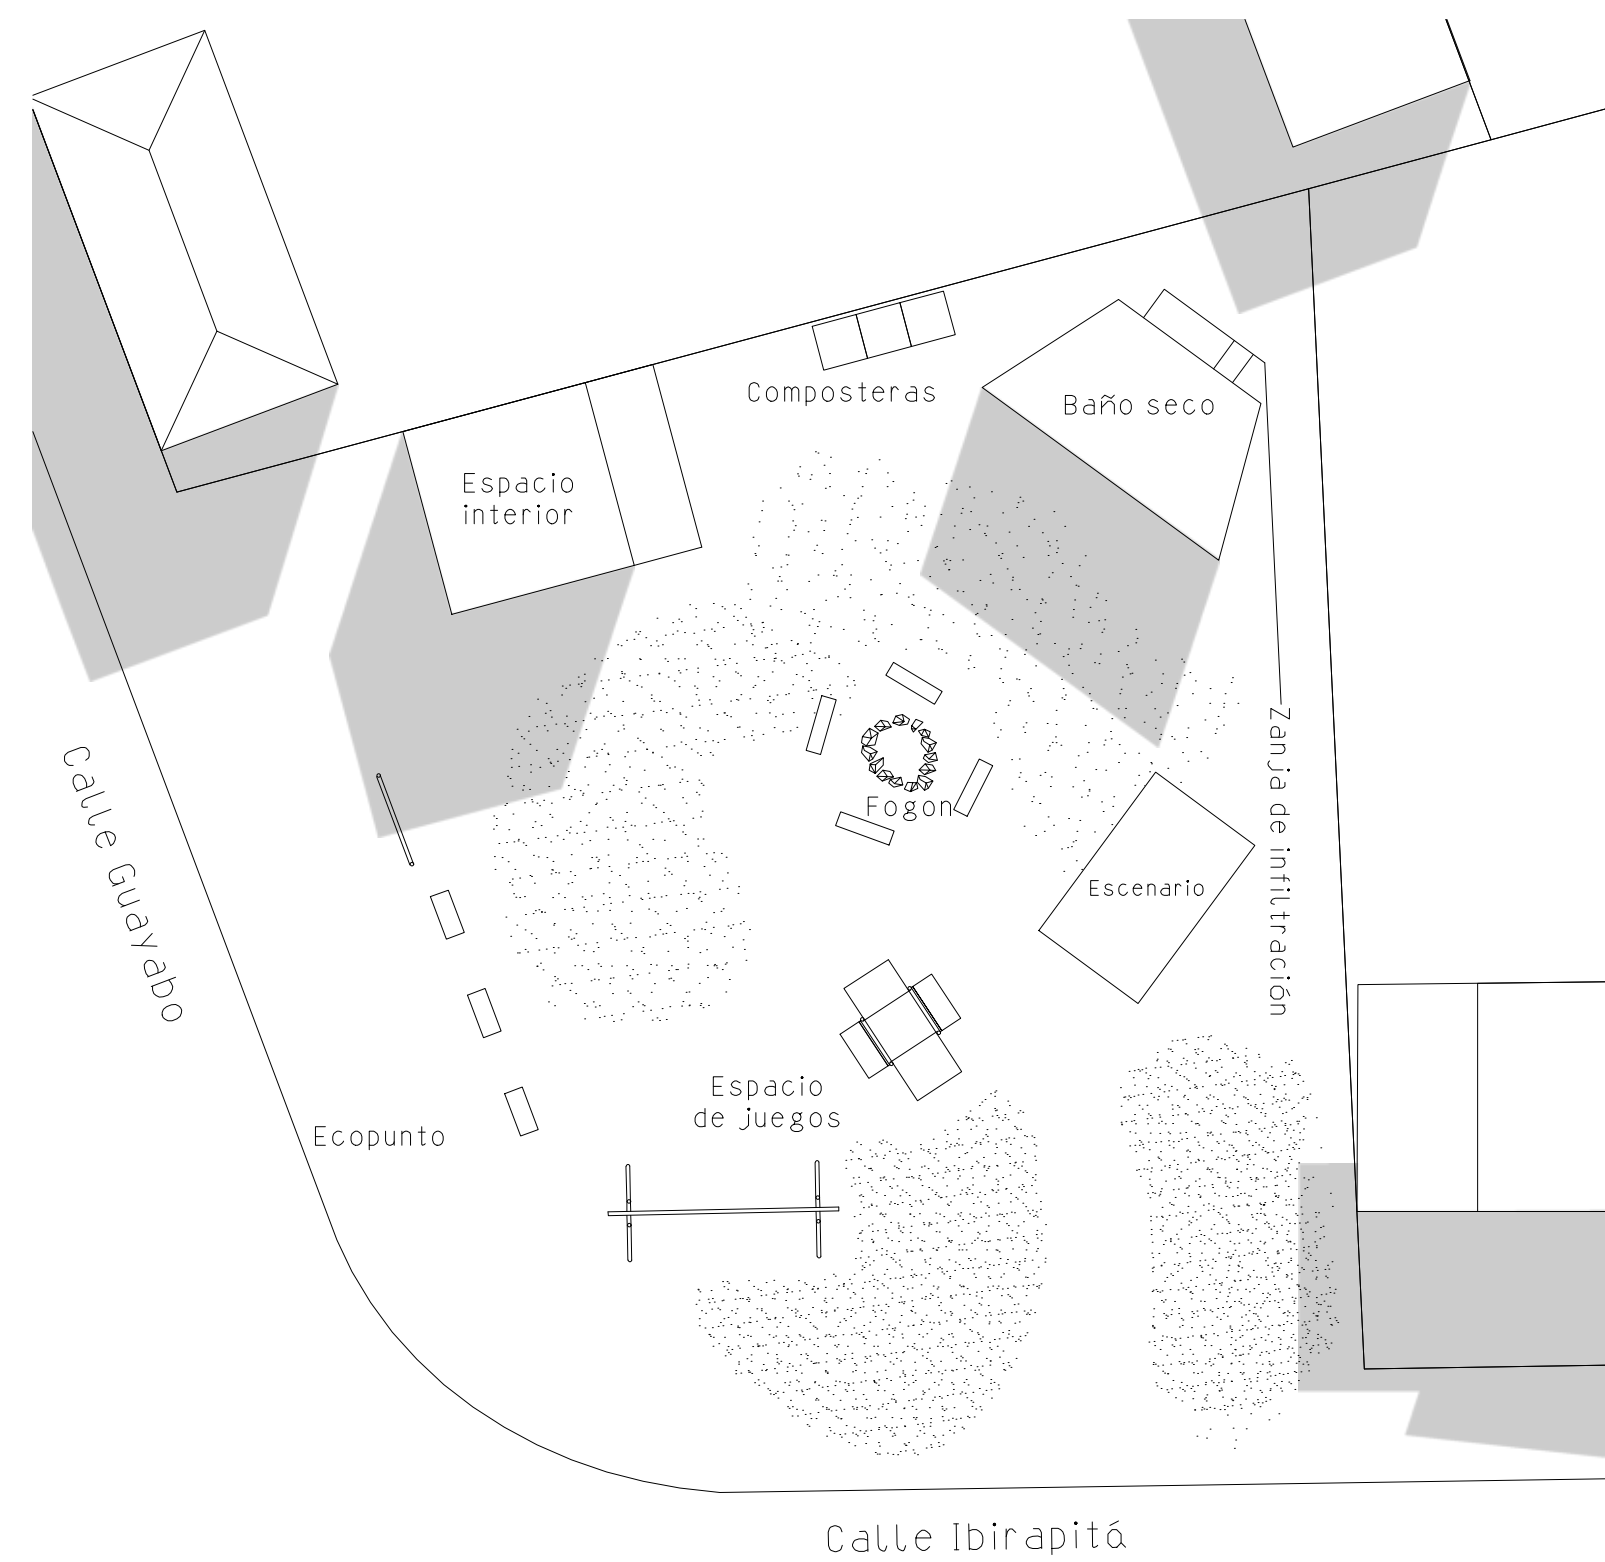 Composteras
Baño seco
Espacio
interior
Zanja de infiltración
Calle Guayabo
Fogon
Escenario
Espacio
de juegos
Ecopunto
Calle Ibirapitá